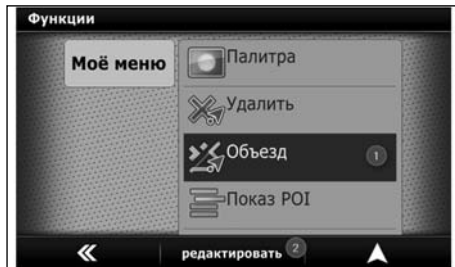 Функции
Моё меню
Палитра
Удалить
Объезд 1
Показ POI
редактировать 2